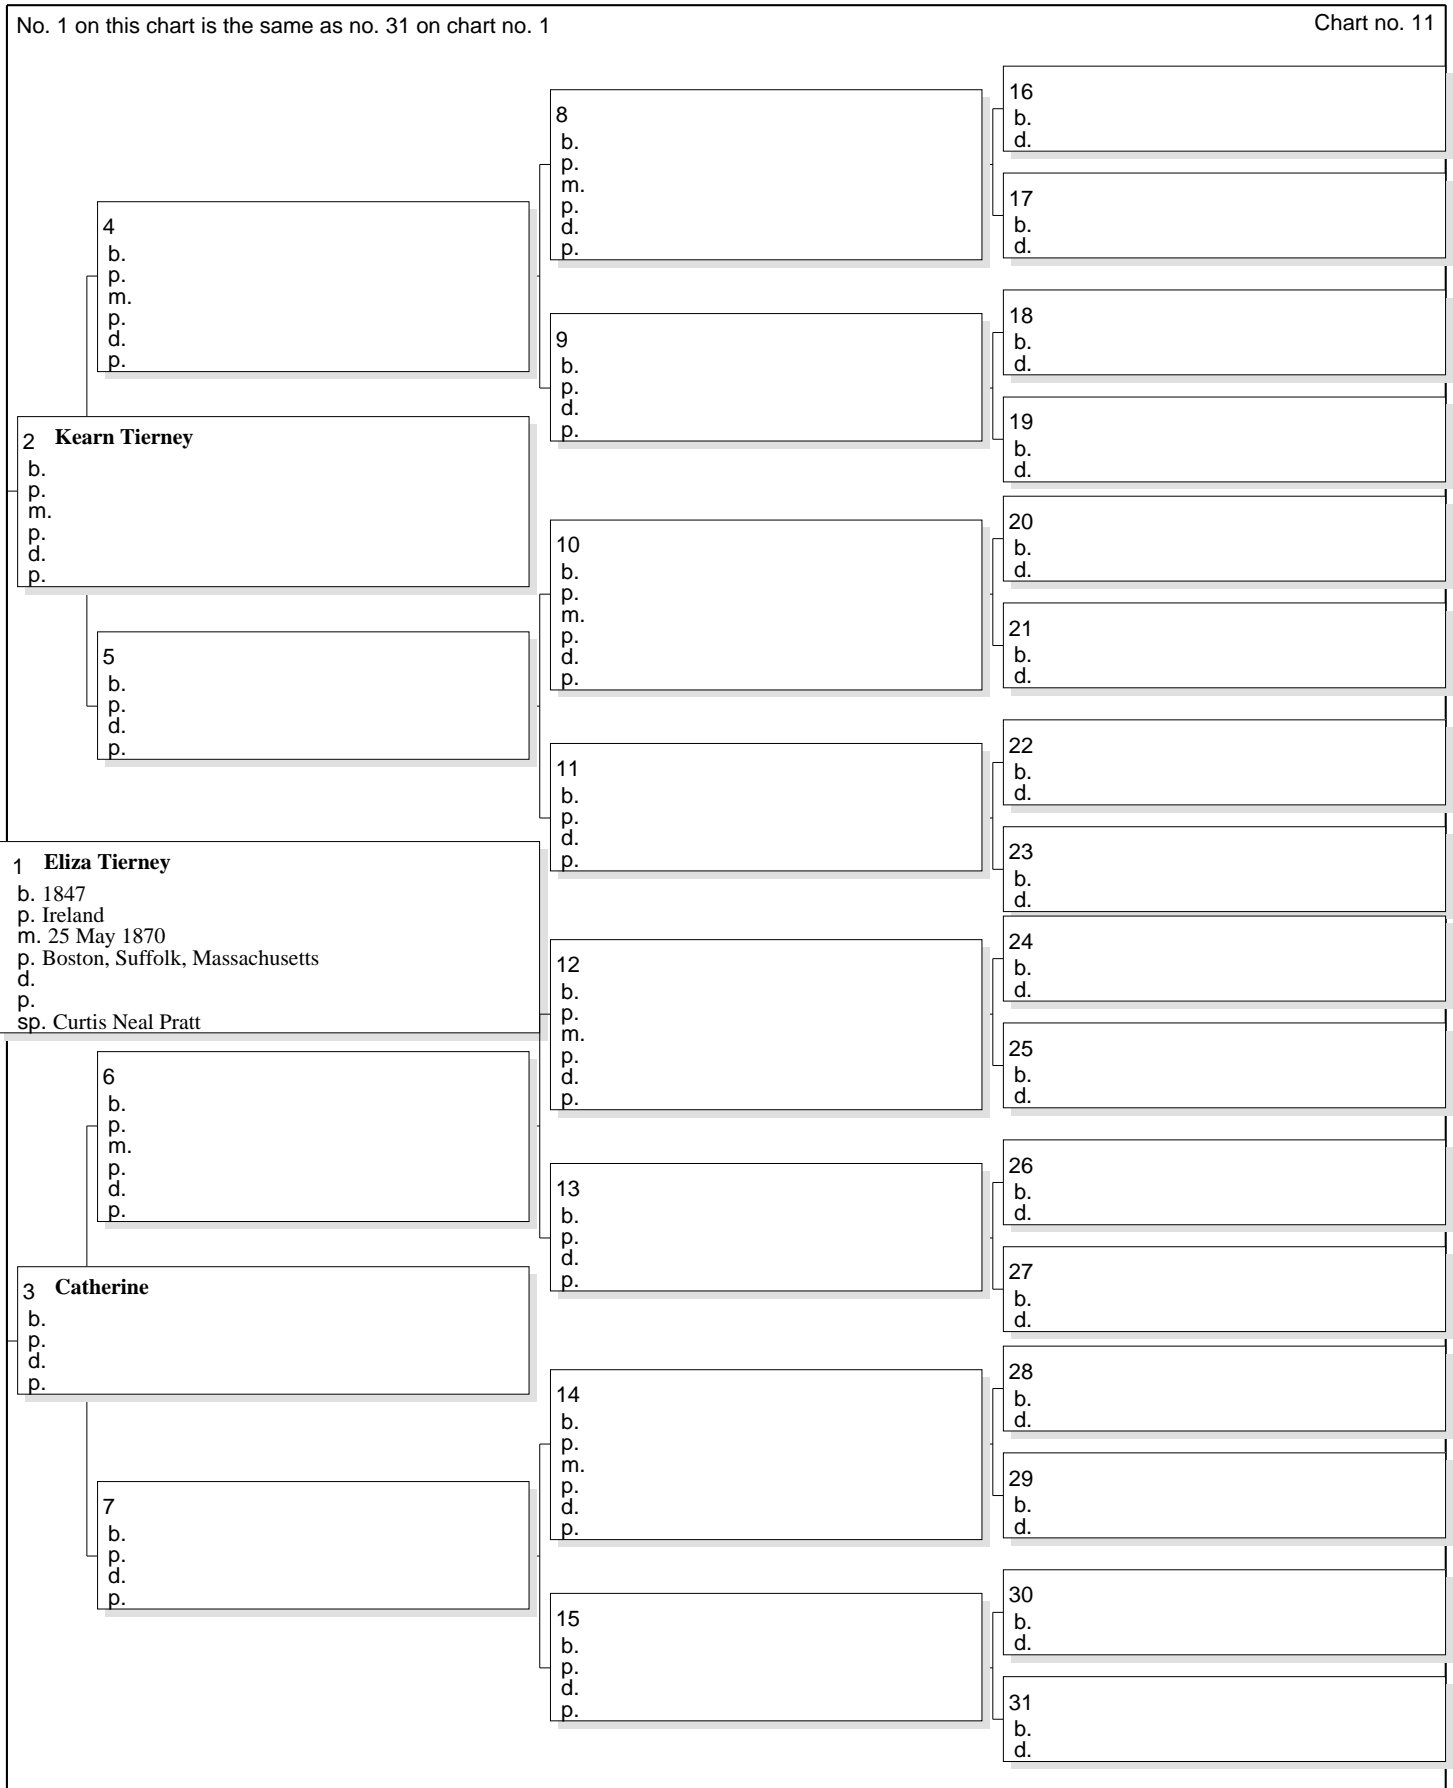 No. 1 on this chart is the same as no. 31 on chart no. 1
Chart no. 11
4
b.
p.
m.
p.
d.
p.
2 Kearn Tierney
b.
p.
m.
p.
d.
p.
5
b.
p.
d.
p.
1 Eliza Tierney
b. 1847
p. Ireland
m. 25 May 1870
p. Boston, Suffolk, Massachusetts
d.
p.
sp. Curtis Neal Pratt
6
b.
p.
m.
p.
d.
p.
3 Catherine
b.
p.
d.
p.
7
b.
p.
d.
p.
8
b.
p.
m.
p.
d.
p.
9
b.
p.
d.
p.
10
b.
p.
m.
p.
d.
p.
11
b.
p.
d.
p.
12
b.
p.
m.
p.
d.
p.
13
b.
p.
d.
p.
14
b.
p.
m.
p.
d.
p.
15
b.
p.
d.
p.
16
b.
d.
17
b.
d.
18
b.
d.
19
b.
d.
20
b.
d.
21
b.
d.
22
b.
d.
23
b.
d.
24
b.
d.
25
b.
d.
26
b.
d.
27
b.
d.
28
b.
d.
29
b.
d.
30
b.
d.
31
b.
d.